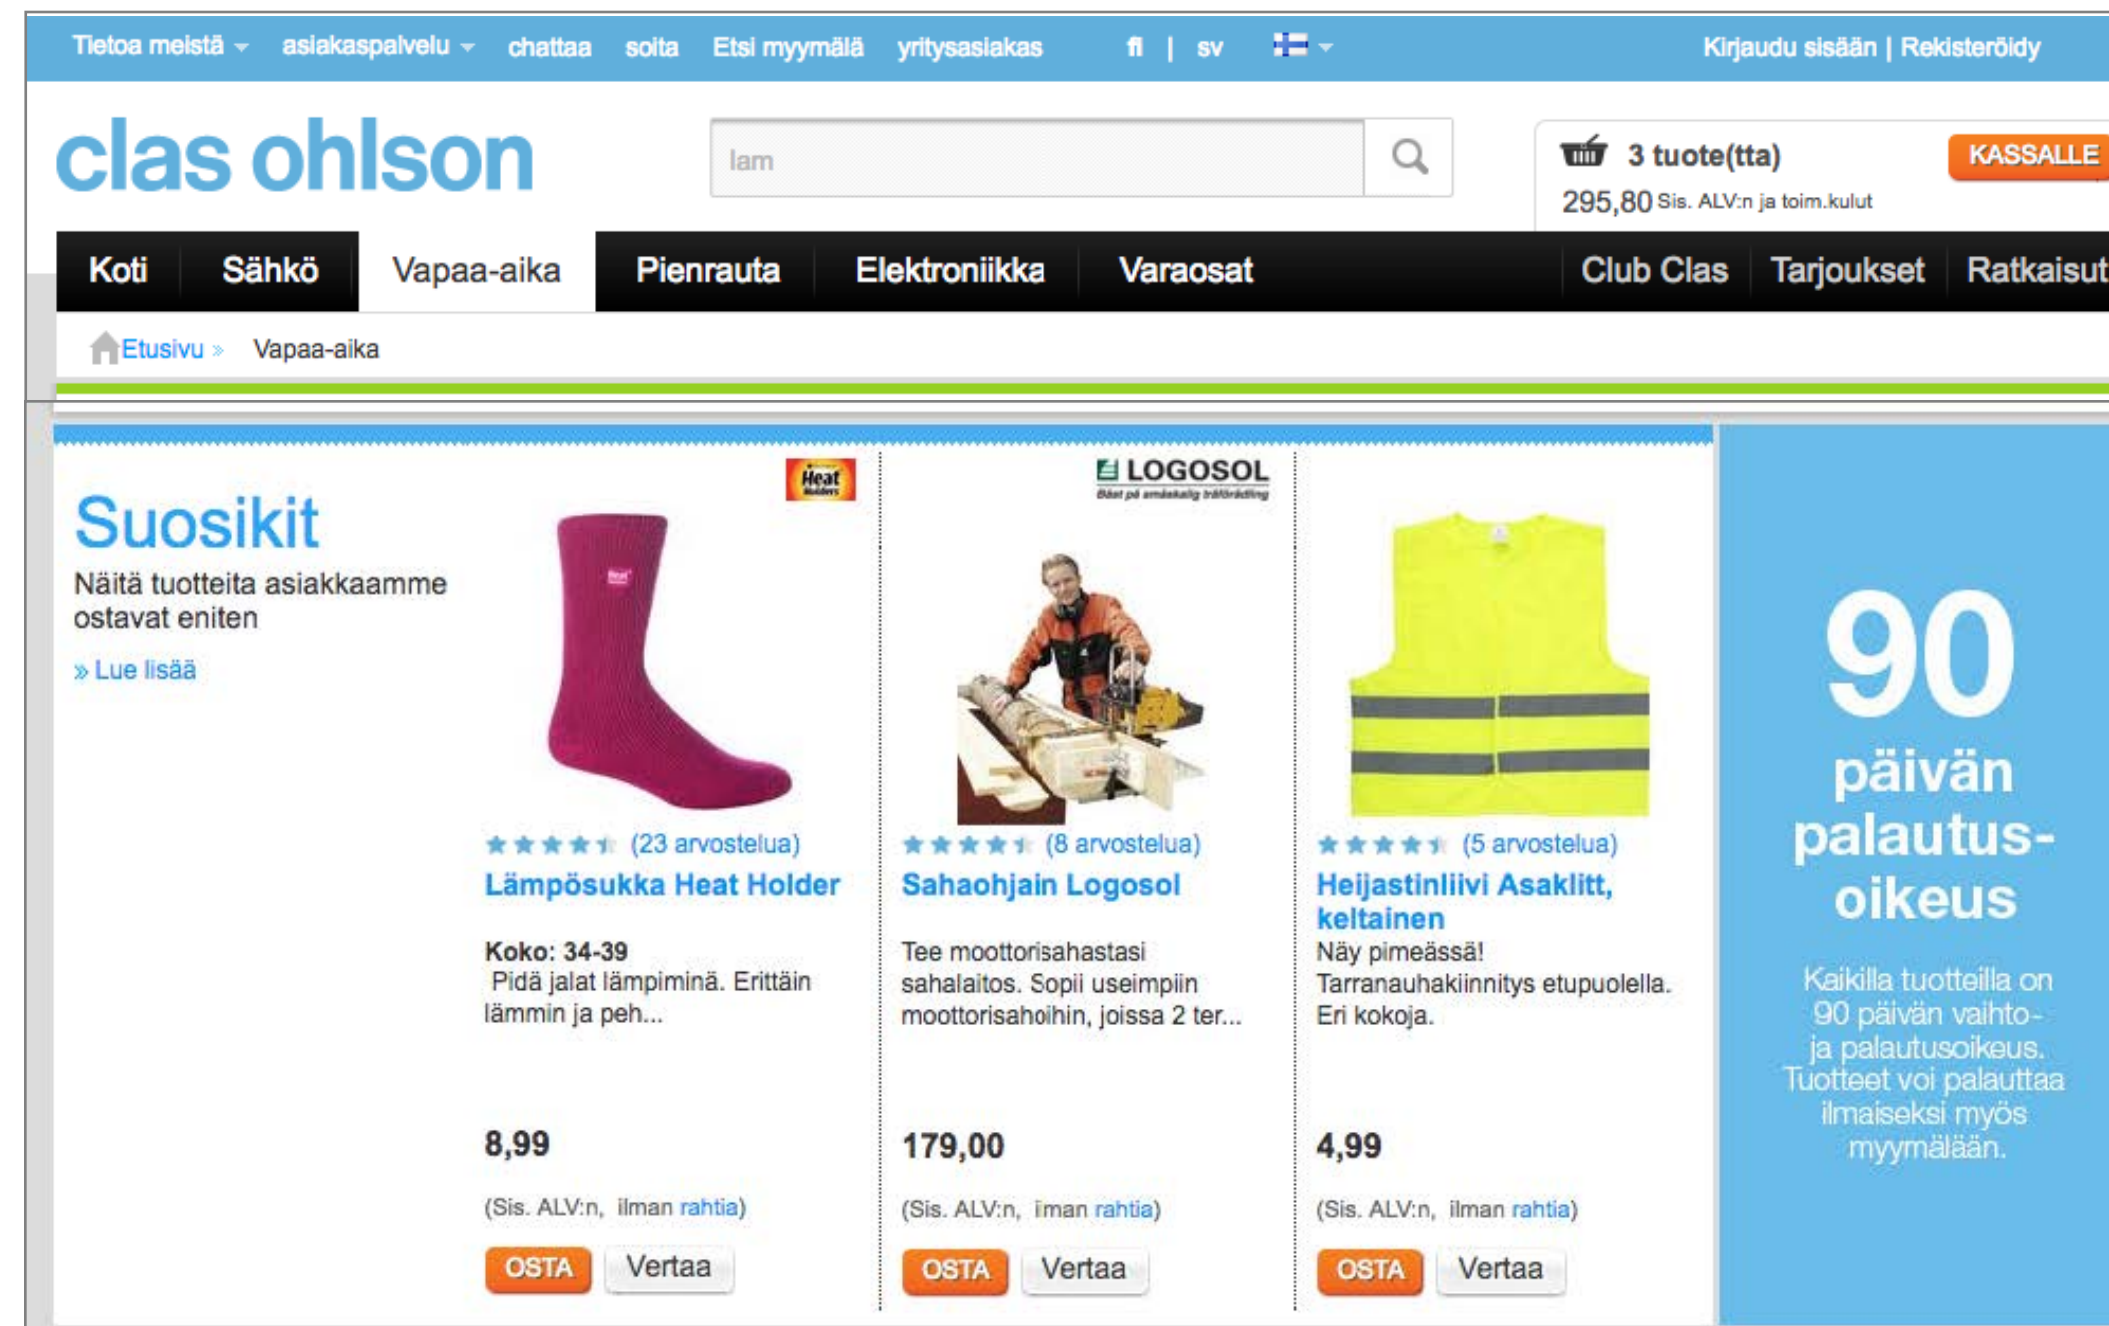 Tietoa meistä asiakaspalvelu chattaa soita Etsi myymälä yritysasiakas fi | sv Kirjaudu sisään | Rekisteröidy
clas ohlson
lam
3 tuote(tta)
KASSALLE
295,80 Sis. ALV:n ja toim.kulut
Koti Sähkö Vapaa-aika Pienrauta Elektroniikka Varaosat Club Clas Tarjoukset Ratkaisut
Etusivu » Vapaa-aika
Suosikit
Näitä tuotteita asiakkaamme
ostavat eniten
» Lue lisää
Heat
Holders
Heat
(23 arvostelua)
Lämpösukka Heat Holder
Koko: 34-39
Pidä jalat lämpiminä. Erittäin
lämmin ja peh...
8,99
(Sis. ALV:n, ilman rahtia)
OSTA Vertaa
LOGOSOL
Bäst på småskalig träförädling
(8 arvostelua)
Sahaohjain Logosol
Tee moottorisahastasi
sahalaitos. Sopii useimpiin
moottorisahoihin, joissa 2 ter...
179,00
(Sis. ALV:n, ilman rahtia)
OSTA Vertaa
(5 arvostelua)
Heijastinliivi Asaklitt,
keltainen
Näy pimeässä!
Tarranauhakiinnitys etupuolella.
Eri kokoja.
4,99
(Sis. ALV:n, ilman rahtia)
OSTA Vertaa
90
päivän
palautus-
oikeus
Kaikilla tuotteilla on
90 päivän vaihto-
ja palautusoikeus.
Tuotteet voi palauttaa
ilmaiseksi myös
myymälään.